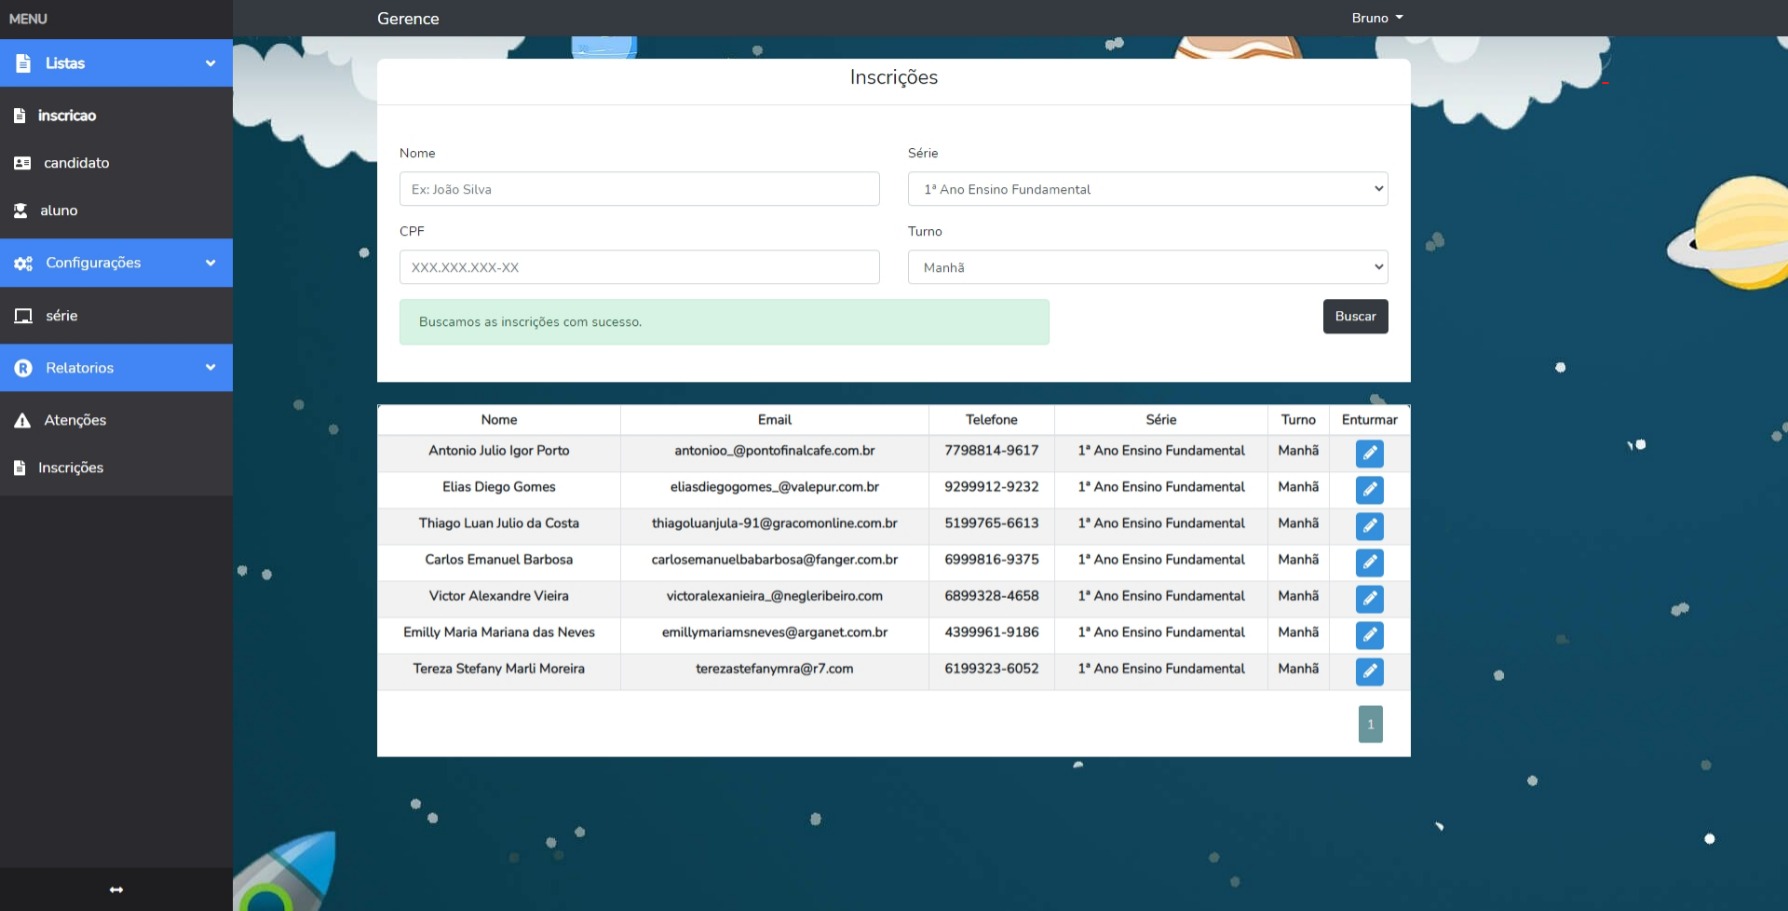 MENU
Listas
inscricao
candidato
aluno
Configurações
série
Relatorios
Atenções
Inscrições
Gerence
Bruno
Inscrições
Nome
Série
Ex: João Silva
1ª Ano Ensino Fundamental
CPF
Turno
XXX.XXX.XXX-XX
Manhã
Buscamos as inscrições com sucesso.
Buscar
Nome Email Telefone Série Turno Enturmar
Antonio Julio Igor Porto antonioo_@pontofinalcafe.com.br 7798814-9617 1ª Ano Ensino Fundamental Manhã
Elias Diego Gomes eliasdiegogomes_@valepur.com.br 9299912-9232 1ª Ano Ensino Fundamental Manhã
Thiago Luan Julio da Costa thiagoluanjula-91@gracomonline.com.br 5199765-6613 1ª Ano Ensino Fundamental Manhã
Carlos Emanuel Barbosa carlosemanuelbabarbosa@fanger.com.br 6999816-9375 1ª Ano Ensino Fundamental Manhã
Victor Alexandre Vieira victoralexanieira_@negleribeiro.com 6899328-4658 1ª Ano Ensino Fundamental Manhã
Emilly Maria Mariana das Neves emillymariamsneves@arganet.com.br 4399961-9186 1ª Ano Ensino Fundamental Manhã
Tereza Stefany Marli Moreira terezastefanymra@r7.com 6199323-6052 1ª Ano Ensino Fundamental Manhã
1